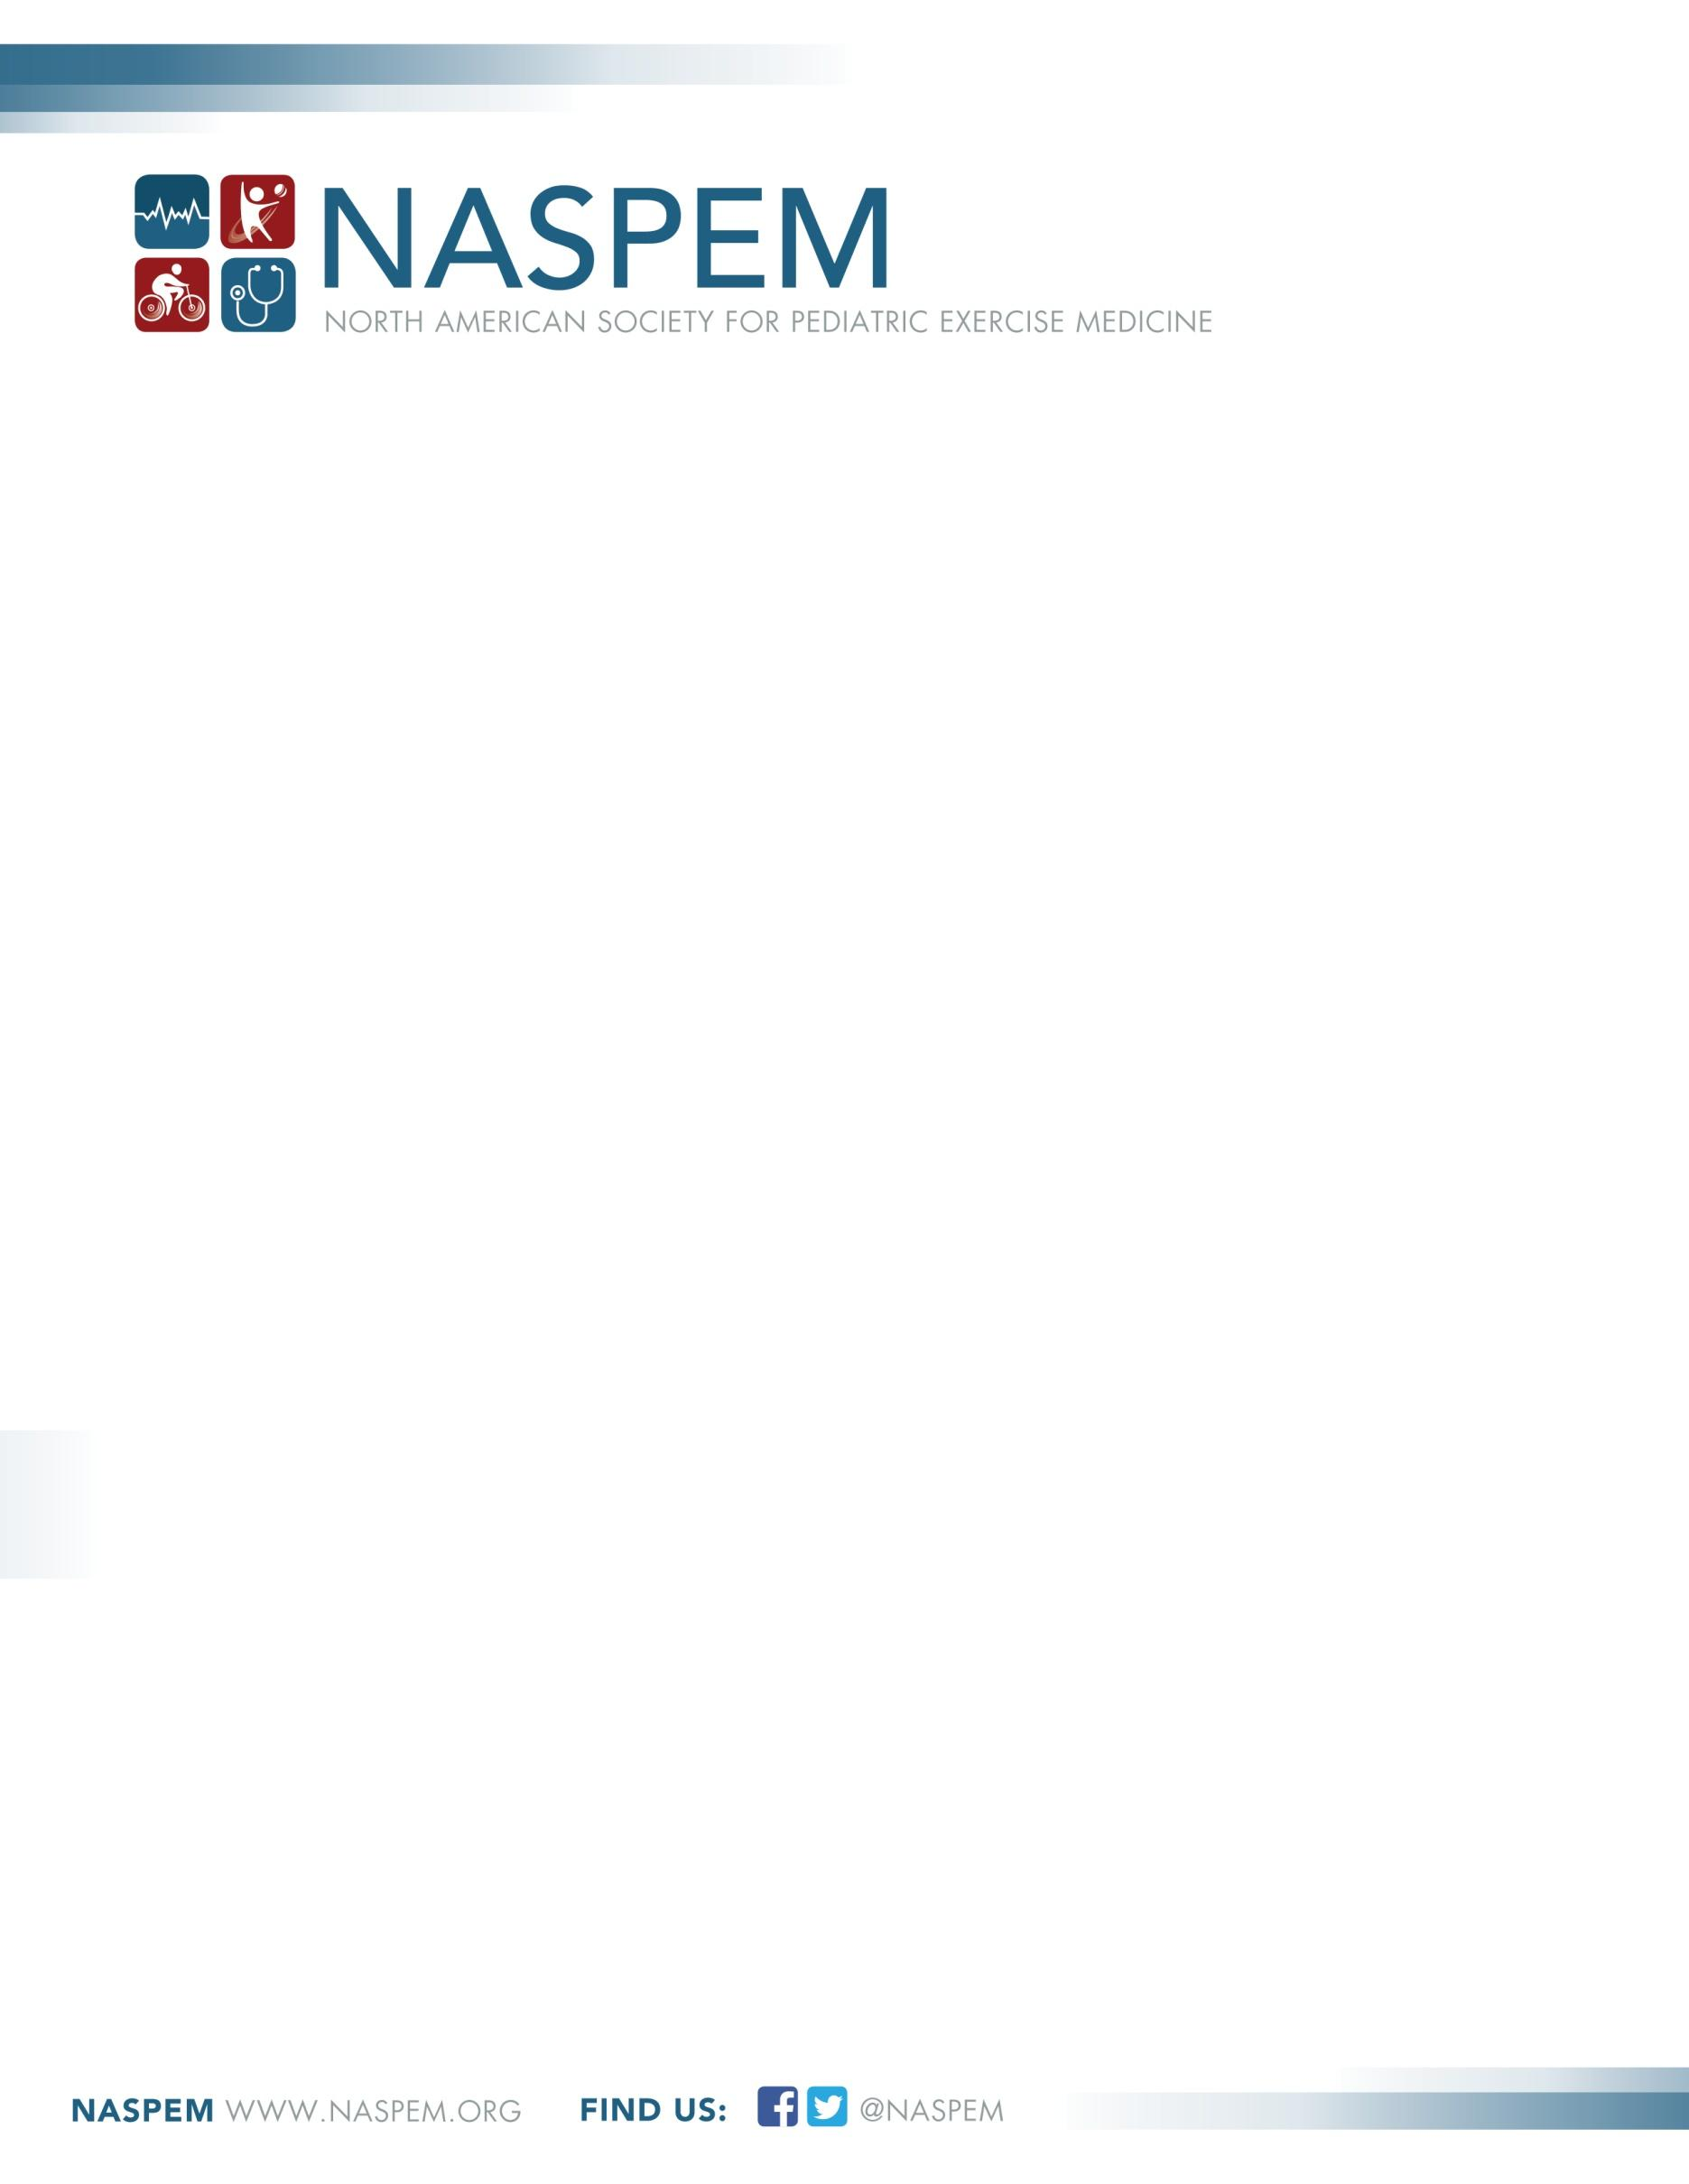 NASPEM
NORTH AMERICAN SOCIETY FOR PEDIATRIC EXERCISE MEDICINE
NASPEM WWW.NASPEM.ORG FIND US: @NASPEM